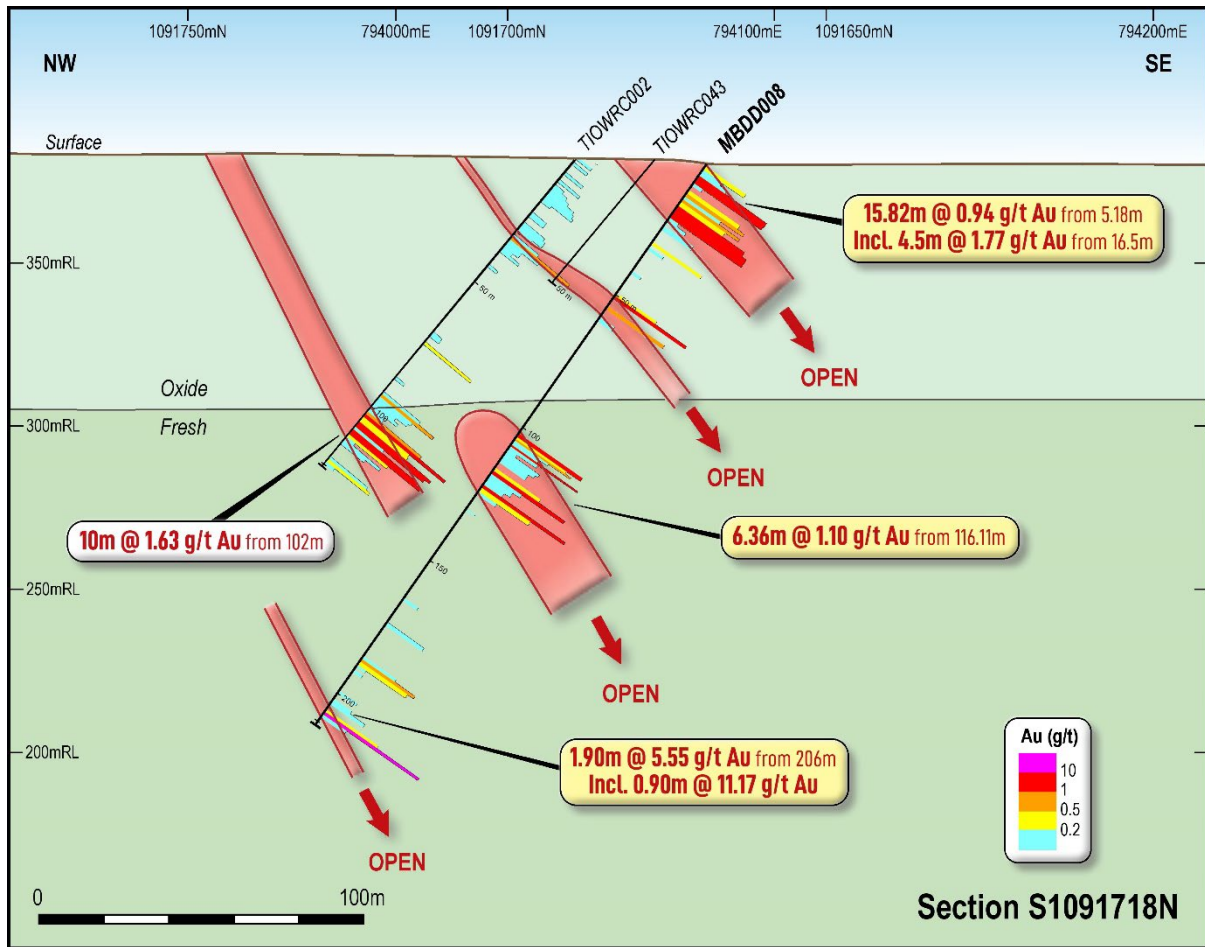 1091750mN
794000mE
1091700mN
794100mE
1091650mN
794200mE
NW
SE
TIOWRC002
TIOWRC043
MBDD008
Surface
15.82m @ 0.94 g/t Au from 5.18m
Incl. 4.5m @ 1.77 g/t Au from 16.5m
350mRL
50 m
50 m
50 m
OPEN
Oxide
Fresh
300mRL
100
100
OPEN
10m @ 1.63 g/t Au from 102m
6.36m @ 1.10 g/t Au from 116.11m
150
250mRL
OPEN
200
200mRL
1.90m @ 5.55 g/t Au from 206m
Incl. 0.90m @ 11.17 g/t Au
Au (g/t)
10
1
0.5
0.2
OPEN
0
100m
Section S1091718N